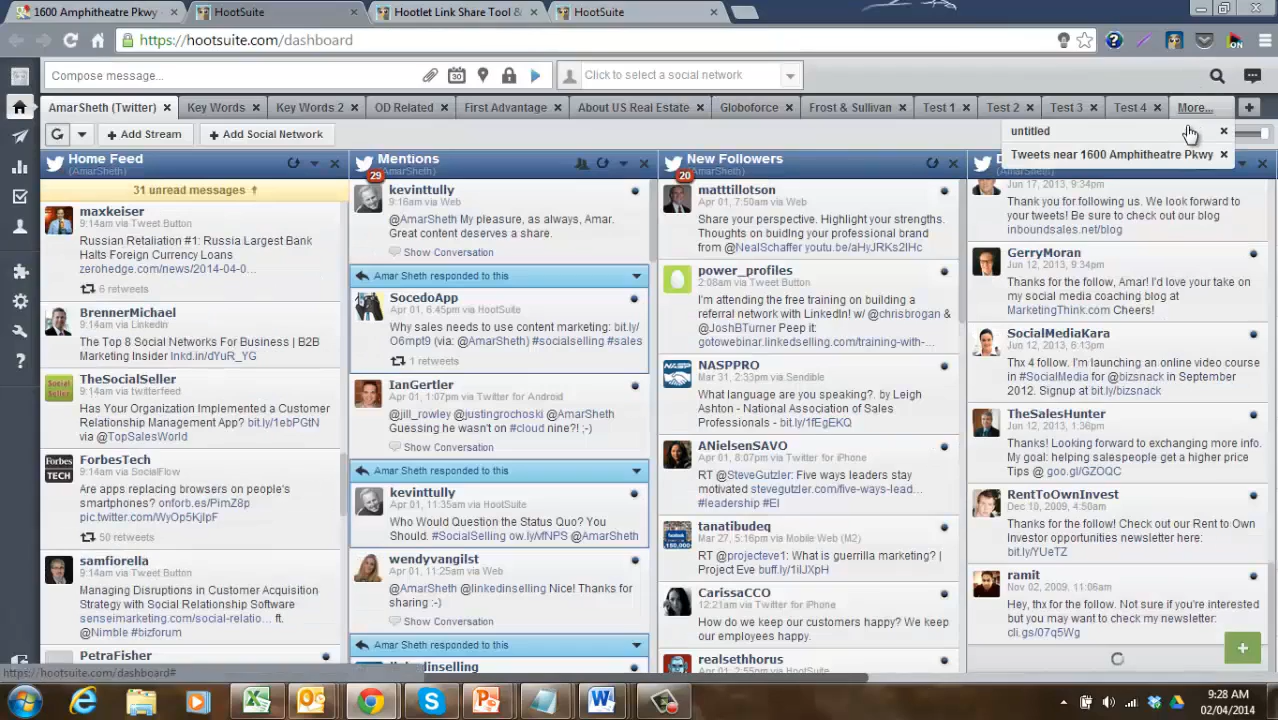 1600 Amphitheatre Pkwy
HootSuite
Hootlet Link Share Tool &
HootSuite
https://hootsuite.com/dashboard
Compose message...
Click to select a social network
AmarSheth (Twitter)
Key Words
Key Words 2
OD Related
First Advantage
About US Real Estate
Globoforce
Frost & Sullivan
Test 1
Test 2
Test 3
Test 4
More...
Add Stream
Add Social Network
untitled
Tweets near 1600 Amphitheatre Pkwy
Home Feed
(AmarSheth)
31 unread messages
maxkeiser
9:14am via Tweet Button
Russian Retaliation #1: Russia Largest Bank
Halts Foreign Currency Loans
zerohedge.com/news/2014-04-0...
6 retweets
BrennerMichael
9:14am via LinkedIn
The Top 8 Social Networks For Business | B2B
Marketing Insider lnkd.in/dYuR_YG
TheSocialSeller
9:14am via twitterfeed
Has Your Organization Implemented a Customer
Relationship Management App? bit.ly/1ebPGtN
via @TopSalesWorld
ForbesTech
9:14am via SocialFlow
Are apps replacing browsers on people's
smartphones? onforb.es/PimZ8p
pic.twitter.com/WyOp5KjIpF
50 retweets
samfiorella
9:14am via Tweet Button
Managing Disruptions in Customer Acquisition
Strategy with Social Relationship Software
senseimarketing.com/social-relatio... ft.
@Nimble #bizforum
PetraFisher
Mentions
(AmarSheth)
29
kevinttully
9:16am via Web
@AmarSheth My pleasure, as always, Amar.
Great content deserves a share.
Show Conversation
Amar Sheth responded to this
SocedoApp
Apr 01, 6:45pm via HootSuite
Why sales needs to use content marketing: bit.ly/
O6mpt9 (via @AmarSheth) #socialselling #sales
1 retweets
IanGertler
Apr 01, 1:07pm via Twitter for Android
@jill_rowley @justingrochoski @AmarSheth
Guessing he wasn't on #cloud nine?! ;-)
Show Conversation
Amar Sheth responded to this
kevinttully
Apr 01, 11:35am via HootSuite
Who Would Question the Status Quo? You
Should. #SocialSelling ow.ly/vfNPS @AmarSheth
wendyvangilst
Apr 01, 11:25am via Web
@AmarSheth @linkedinselling Nice! Thanks for
sharing :-)
Show Conversation
Amar Sheth responded to this
linkedinselling
New Followers
(AmarSheth)
20
matttillotson
Apr 01, 7:50am via Web
Share your perspective. Highlight your strengths.
Thoughts on buidling your professional brand
from @NealSchaffer youtu.be/aHyJRKs2IHc
power_profiles
2:08am via Tweet Button
I'm attending the free training on building a
referral network with LinkedIn! w/ @chrisbrogan &
@JoshBTurner Peep it:
gotowebinar.linkedselling.com/training-with-...
NASPPRO
Mar 31, 2:33pm via Sendible
What language are you speaking?. by Leigh
Ashton - National Association of Sales
Professionals - bit.ly/1fEgEKQ
ANielsenSAVO
Apr 01, 8:07pm via Twitter for iPhone
RT @SteveGutzler: Five ways leaders stay
motivated stevegutzler.com/five-ways-lead...
#leadership #EI
tanatibudeq
Mar 27, 5:16pm via Mobile Web (M2)
RT @projecteve1: What is guerrilla marketing? |
Project Eve buff.ly/1ilJXpH
CarissaCCO
12:21am via Twitter for iPhone
How do we keep our customers happy? We
keep our employees happy.
realsethhorus
Apr 01, 2:55pm via HootSuite
(AmarSheth)
Jun 17, 2013, 9:34pm
Thank you for following us. We look forward to
your tweets! Be sure to check out our blog
inboundsales.net/blog
GerryMoran
Jun 12, 2013, 9:34pm
Thanks for the follow, Amar! I'd love your take on
my social media coaching blog at
MarketingThink.com Cheers!
SocialMediaKara
Jun 12, 2013, 6:13pm
Thx 4 follow. I'm launching an online video course
in #SocialMedia for @bizsnack in September
2012. Signup at bit.ly/bizsnack
TheSalesHunter
Jun 12, 2013, 1:36pm
Thanks! Looking forward to exchanging more info.
My goal: helping salespeople get a higher price
Tips @ goo.gl/GZOQC
RentToOwnInvest
Dec 18, 2009, 4:50am
Thanks for the follow! Check out our Rent to Own
Investor opportunities newsletter here:
bit.ly/YUeTZ
ramit
Nov 02, 2009, 11:06am
Hey, thx for the follow. Not sure if you're interested
but you may want to check my newsletter:
cli.gs/07q5Wg
https://hootsuite.com/dashboard#
9:28 AM
02/04/2014